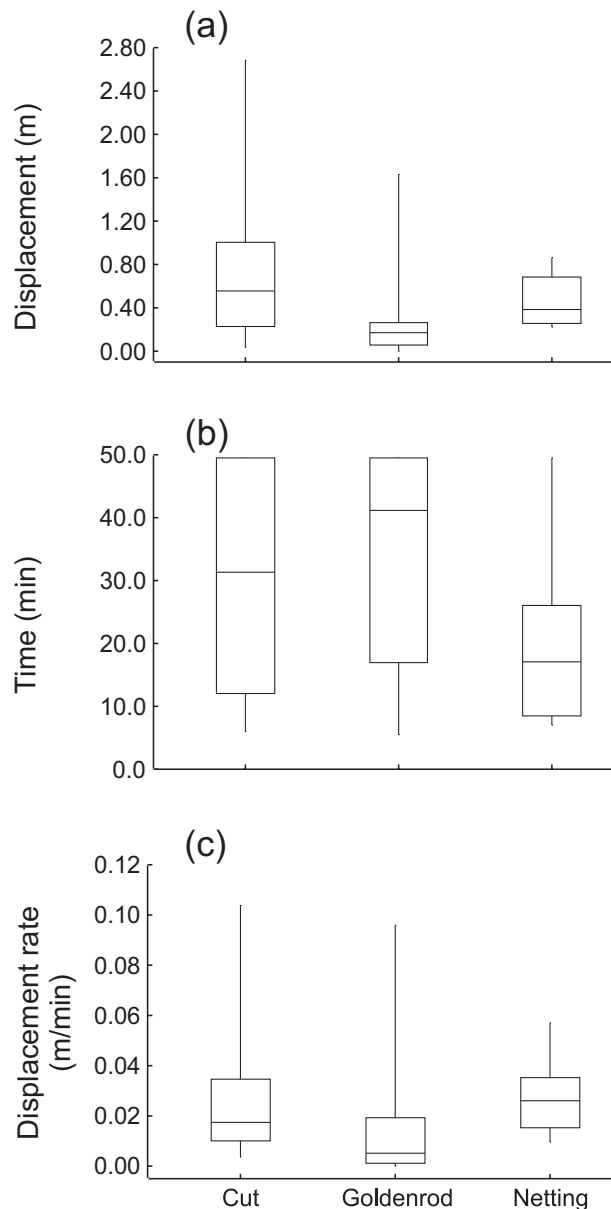 (a)
Displacement (m)
2.80
2.40
2.00
1.60
1.20
0.80
0.40
0.00
(b)
Time (min)
50.0
40.0
30.0
20.0
10.0
0.0
(c)
Displacement rate
(m/min)
0.12
0.10
0.08
0.06
0.04
0.02
0.00
Cut Goldenrod Netting